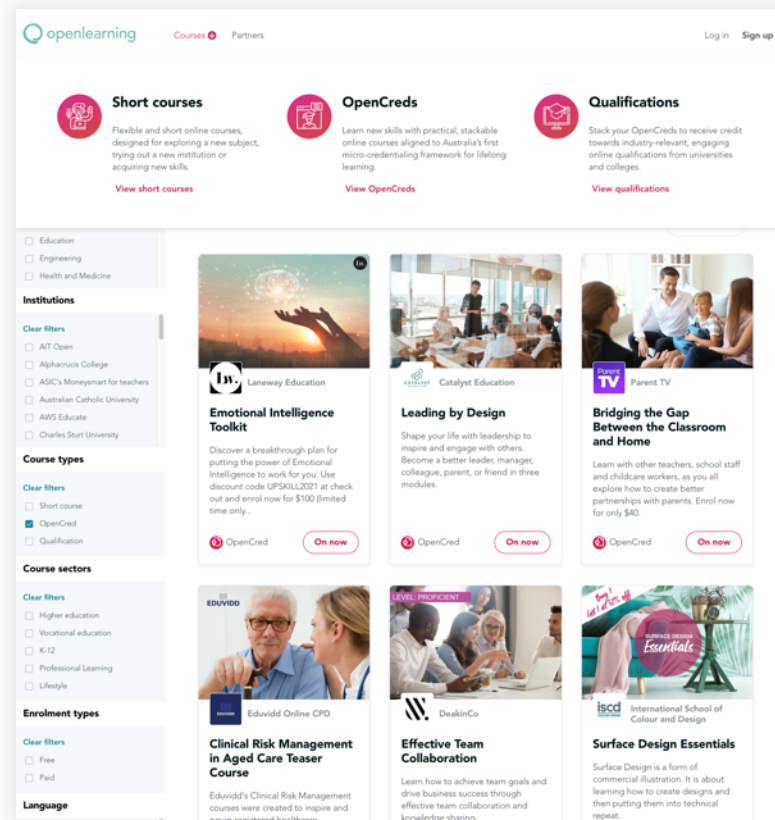 openlearning
Courses
Partners
Log in
Sign up
Short courses
Flexible and short online courses,
designed for exploring a new subject,
trying out a new institution or
acquiring new skills.
View short courses
OpenCreds
Learn new skills with practical, stackable
online courses aligned to Australia's first
micro-credentialing framework for lifelong
learning.
View OpenCreds
Qualifications
Stack your OpenCreds to receive credit
towards industry-relevant, engaging
online qualifications from universities
and colleges.
View qualifications
Education
Engineering
Health and Medicine
Institutions
Clear filters
AIT Open
Alphacrucis College
ASIC's Moneysmart for teachers
Australian Catholic University
AWS Educate
Charles Sturt University
Course types
Clear filters
Short course
OpenCred
Qualification
Course sectors
Clear filters
Higher education
Vocational education
K-12
Professional Learning
Lifestyle
Enrolment types
Clear filters
Free
Paid
Language
Lw.
Lw.
Laneway Education
Emotional Intelligence
Toolkit
Discover a breakthrough plan for
putting the power of Emotional
Intelligence to work for you. Use
discount code UPSKILL2021 at check
out and enrol now for $100 (limited
time only...
OpenCred
On now
CATALYST
Catalyst Education
Leading by Design
Shape your life with leadership to
inspire and engage with others.
Become a better leader, manager,
colleague, parent, or friend in three
modules.
OpenCred
On now
Parent
TV
Parent TV
Bridging the Gap
Between the Classroom
and Home
Learn with other teachers, school staff
and childcare workers, as you all
explore how to create better
partnerships with parents. Enrol now
for only $40.
OpenCred
On now
EDUVIDD
EDUVIDD
Eduvidd Online CPD
Clinical Risk Management
in Aged Care Teaser
Course
Eduvidd's Clinical Risk Management
courses were created to inspire and
equip registered healthcare
LEVEL: PROFICIENT
DeakinCo
Effective Team
Collaboration
Learn how to achieve team goals and
drive business success through
effective team collaboration and
knowledge sharing.
Buy 1
Get 1 at 50% off
SURFACE DESIGN
Essentials
iscd
International School of
Colour and Design
Surface Design Essentials
Surface Design is a form of
commercial illustration. It is about
learning how to create designs and
then putting them into technical
repeat.